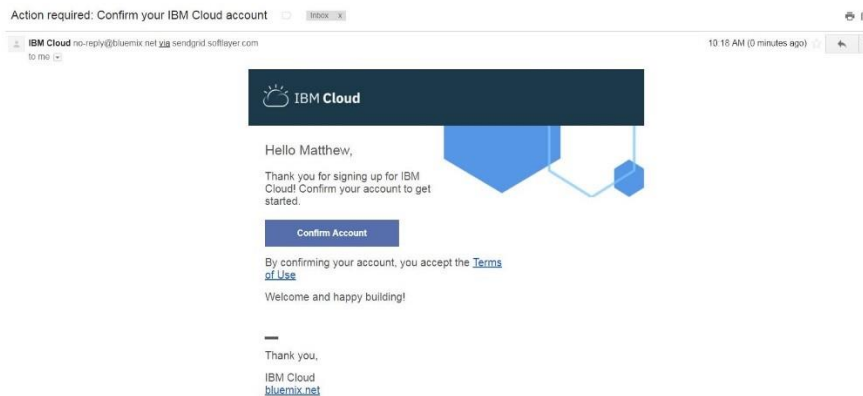 Action required: Confirm your IBM Cloud account
Inbox x
IBM Cloud no-reply@bluemix.net via sendgrid.softlayer.com
10:18 AM (0 minutes ago)
to me
IBM Cloud
Hello Matthew,
Thank you for signing up for IBM
Cloud! Confirm your account to get
started.
Confirm Account
By confirming your account, you accept the Terms
of Use
Welcome and happy building!
Thank you,
IBM Cloud
bluemix.net